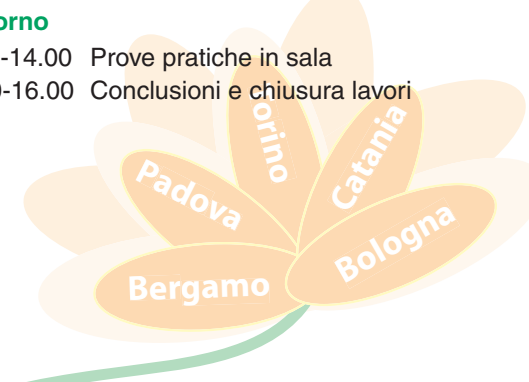 orno
-14.00 Prove pratiche in sala
0-16.00 Conclusioni e chiusura lavori
orino
Catania
Padova
Bologna
Bergamo